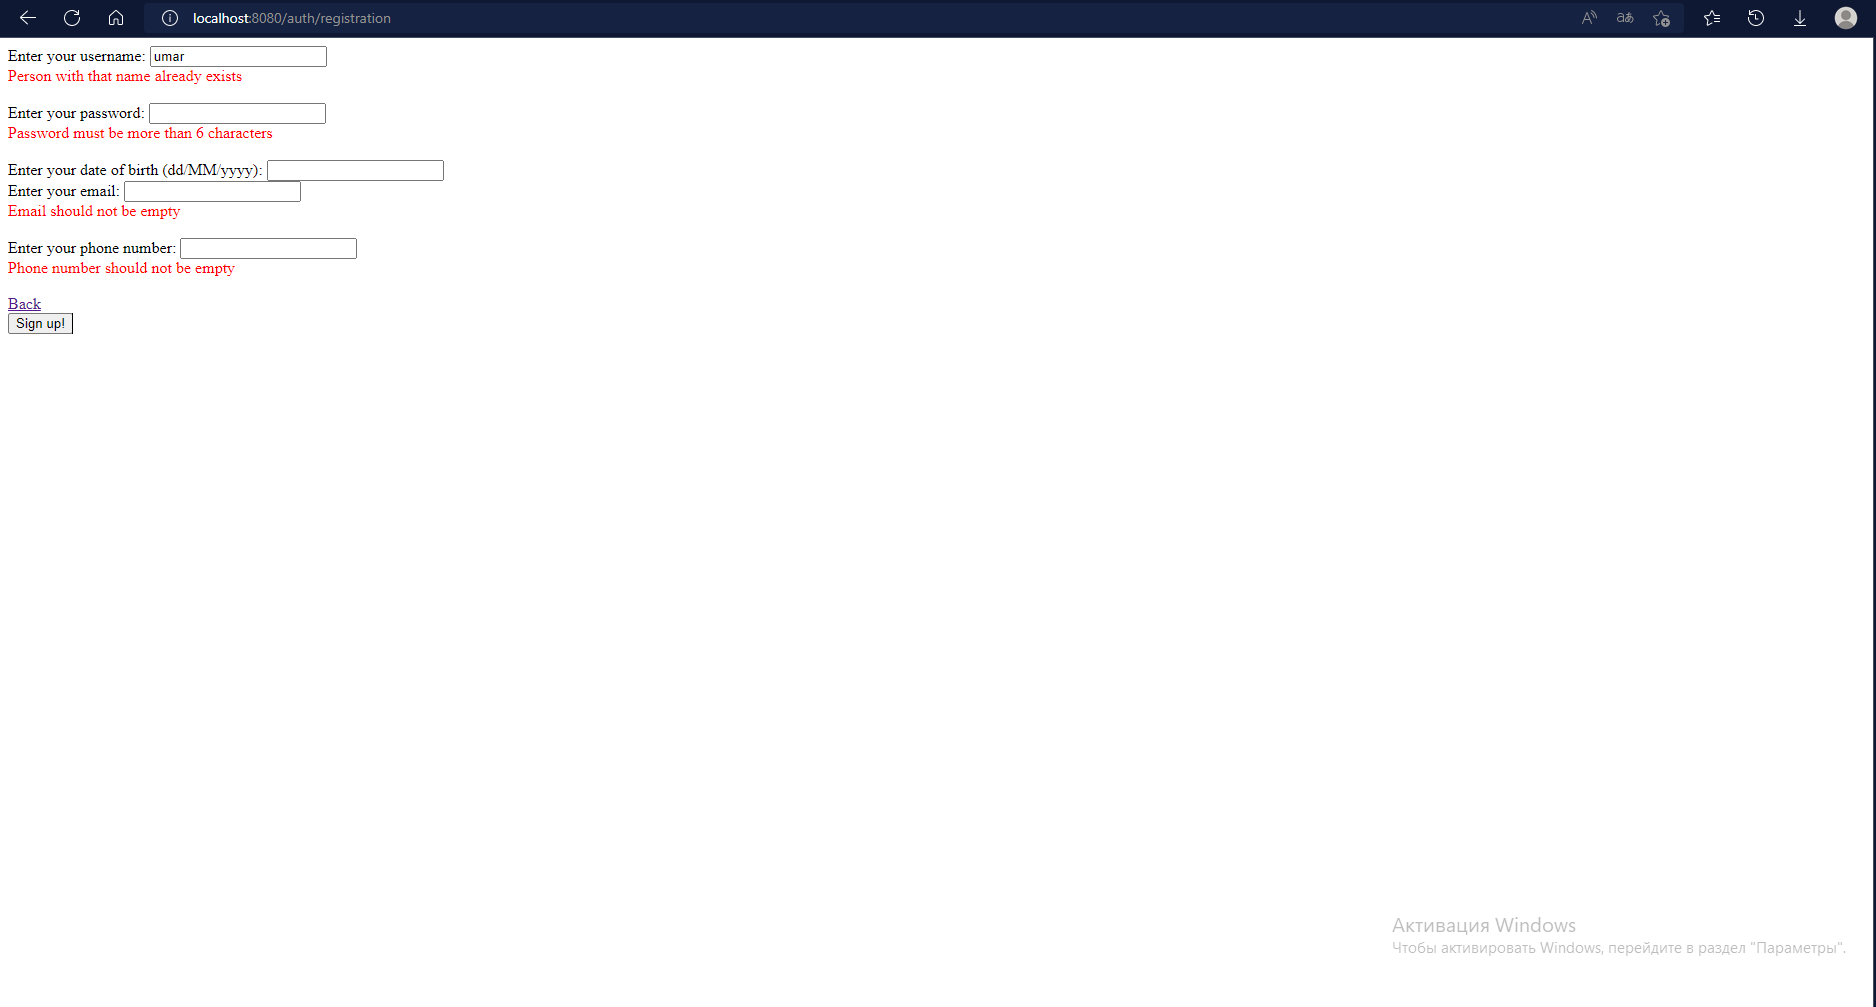 localhost:8080/auth/registration
Enter your username: umar
Person with that name already exists
Enter your password:
Password must be more than 6 characters
Enter your date of birth (dd/MM/yyyy):
Enter your email:
Email should not be empty
Enter your phone number:
Phone number should not be empty
Back
Sign up!
Активация Windows
Чтобы активировать Windows, перейдите в раздел "Параметры".